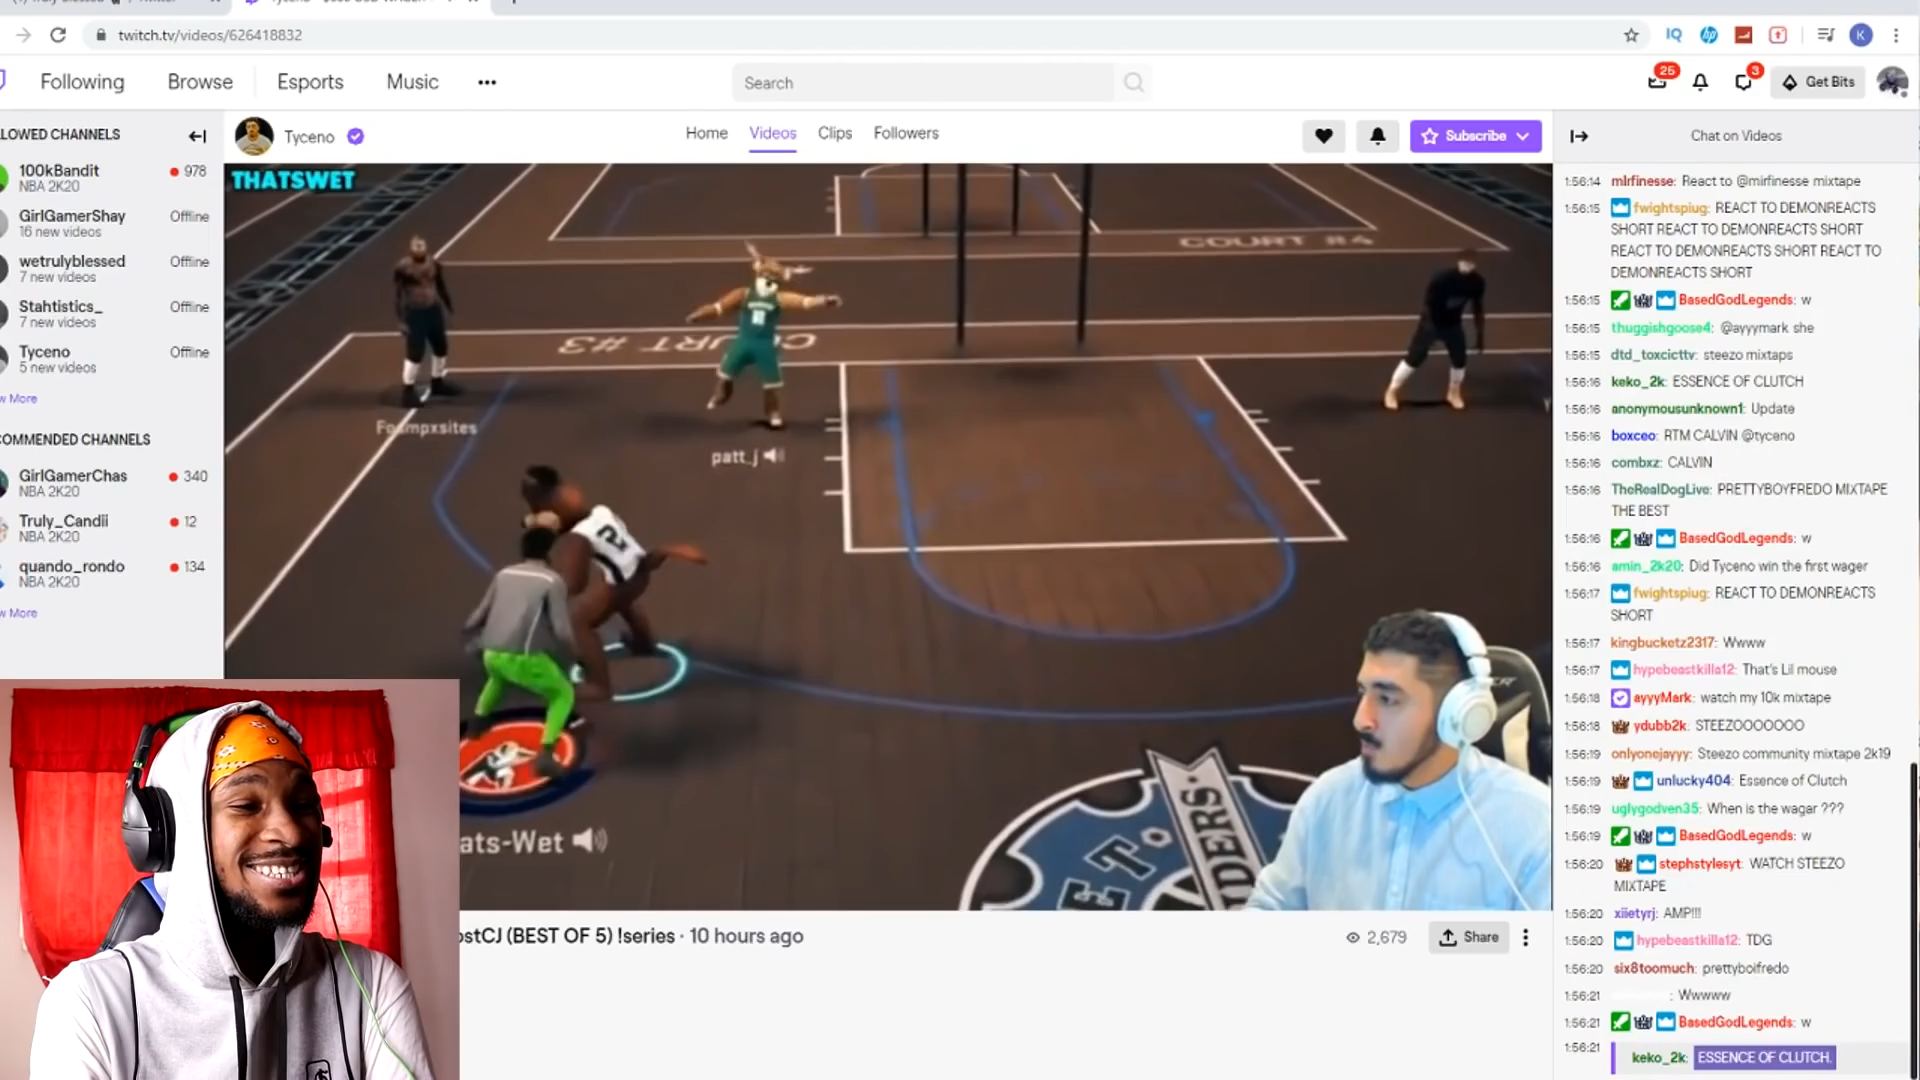 twitch.tv/videos/626418832
IQ
hp
K
Following
Browse
Esports
Music
Search
25
3
Get Bits
LOWED CHANNELS
100kBandit
978
NBA 2K20
GirlGamerShay
Offline
16 new videos
wetrulyblessed
Offline
7 new videos
Stahtistics_
Offline
7 new videos
Tyceno
Offline
5 new videos
w More
OMMENDED CHANNELS
GirlGamerChas
340
NBA 2K20
Truly_Candii
12
NBA 2K20
quando_rondo
134
NBA 2K20
w More
Tyceno
Home
Videos
Clips
Followers
Subscribe
THATSWET
COURT #4
COURT #3
patt_j
2
ats-Wet
ostCJ (BEST OF 5) !series · 10 hours ago
2,679
Share
Chat on Videos
1:56:14 mirfinesse: React to @mirfinesse mixtape
1:56:15 fwightspiug: REACT TO DEMONREACTS
SHORT REACT TO DEMONREACTS SHORT
REACT TO DEMONREACTS SHORT REACT TO
DEMONREACTS SHORT
1:56:15 BasedGodLegends: w
1:56:15 thuggishgoose4: @ayyymark she
1:56:15 dtd_toxcicttv: steezo mixtaps
1:56:16 keko_2k: ESSENCE OF CLUTCH
1:56:16 anonymousunknown1: Update
1:56:16 boxceo: RTM CALVIN @tyceno
1:56:16 combxz: CALVIN
1:56:16 TheRealDogLive: PRETTYBOYFREDO MIXTAPE
THE BEST
1:56:16 BasedGodLegends: w
1:56:16 amin_2k20: Did Tyceno win the first wager
1:56:17 fwightspiug: REACT TO DEMONREACTS
SHORT
1:56:17 kingbucketz2317: Wwww
1:56:17 hypebeastkilla12: That's Lil mouse
1:56:18 ayyyMark: watch my 10k mixtape
1:56:18 ydubb2k: STEEZOOOOOOO
1:56:19 onlyonejayyy: Steezo community mixtape 2k19
1:56:19 unlucky404: Essence of Clutch
1:56:19 uglygodven35: When is the wagar ???
1:56:19 BasedGodLegends: w
1:56:20 stephstylesyt: WATCH STEEZO
MIXTAPE
1:56:20 xiietyrj: AMP!!!
1:56:20 hypebeastkilla12: TDG
1:56:20 six8toomuch: prettyboifredo
1:56:21 : Wwwww
1:56:21 BasedGodLegends: w
1:56:21 keko_2k: ESSENCE OF CLUTCH.